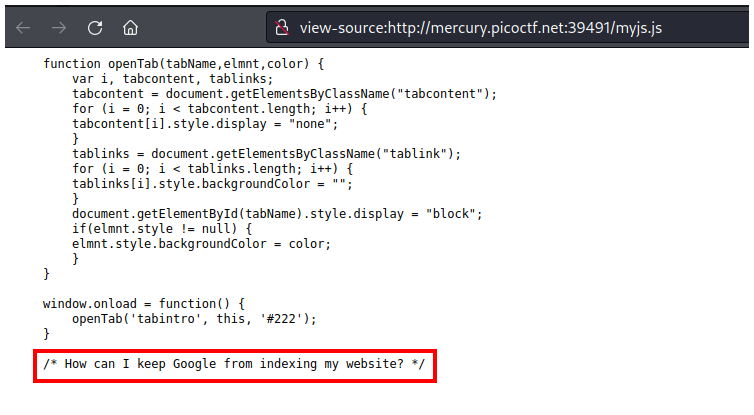 view-source:http://mercury.picoctf.net:39491/myjs.js
function openTab(tabName,elmnt,color) {
    var i, tabcontent, tablinks;
    tabcontent = document.getElementsByClassName("tabcontent");
    for (i = 0; i < tabcontent.length; i++) {
    tabcontent[i].style.display = "none";
    }
    tablinks = document.getElementsByClassName("tablink");
    for (i = 0; i < tablinks.length; i++) {
    tablinks[i].style.backgroundColor = "";
    }
    document.getElementById(tabName).style.display = "block";
    if(elmnt.style != null) {
    elmnt.style.backgroundColor = color;
    }
}

window.onload = function() {
    openTab('tabintro', this, '#222');
}

/* How can I keep Google from indexing my website? */